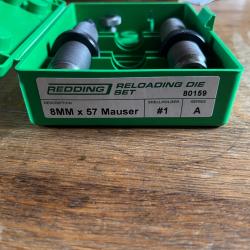 REDDING RELOADING DIE
SET 80159
DESCRIPTION SHELLHOLDER SERIES
8MM x 57 Mauser #1 A